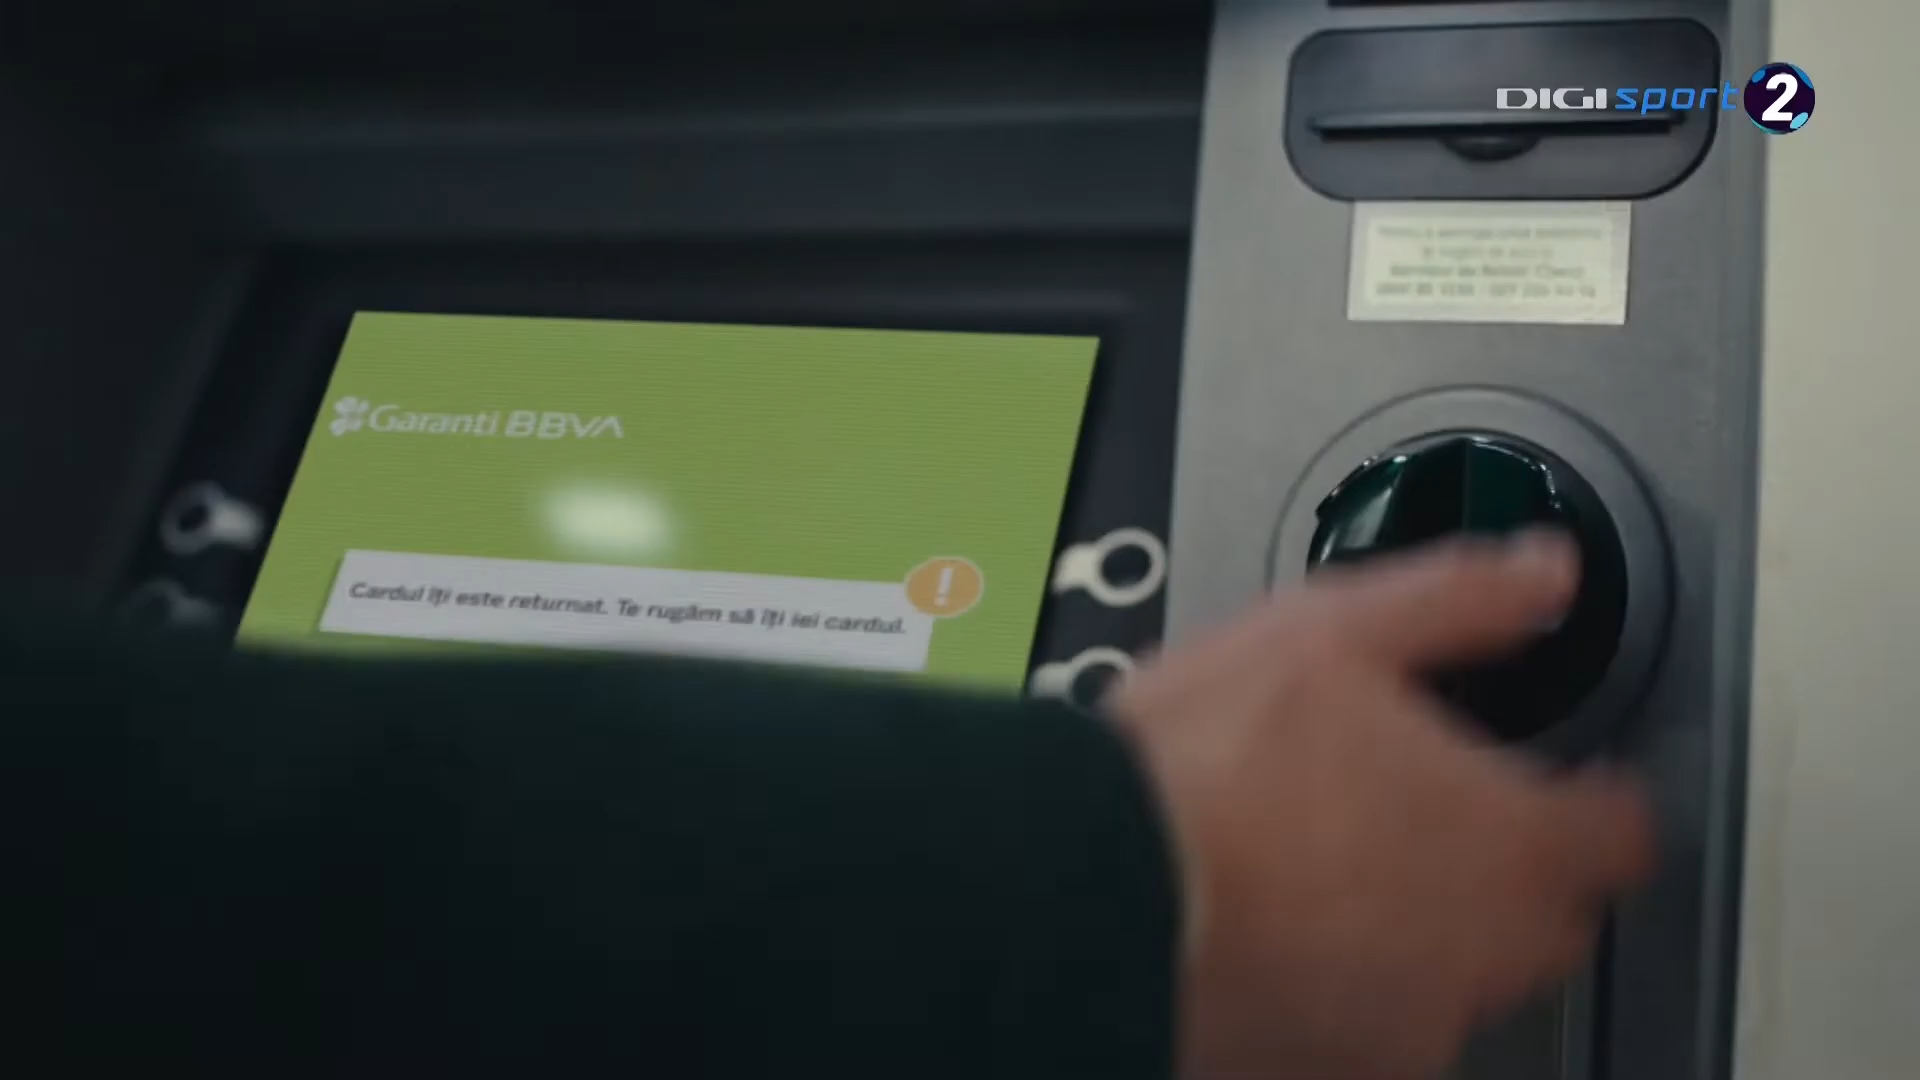 DIGI sport 2
Garanti BBVA
Cardul îți este returnat. Te rugăm să îți iei cardul.